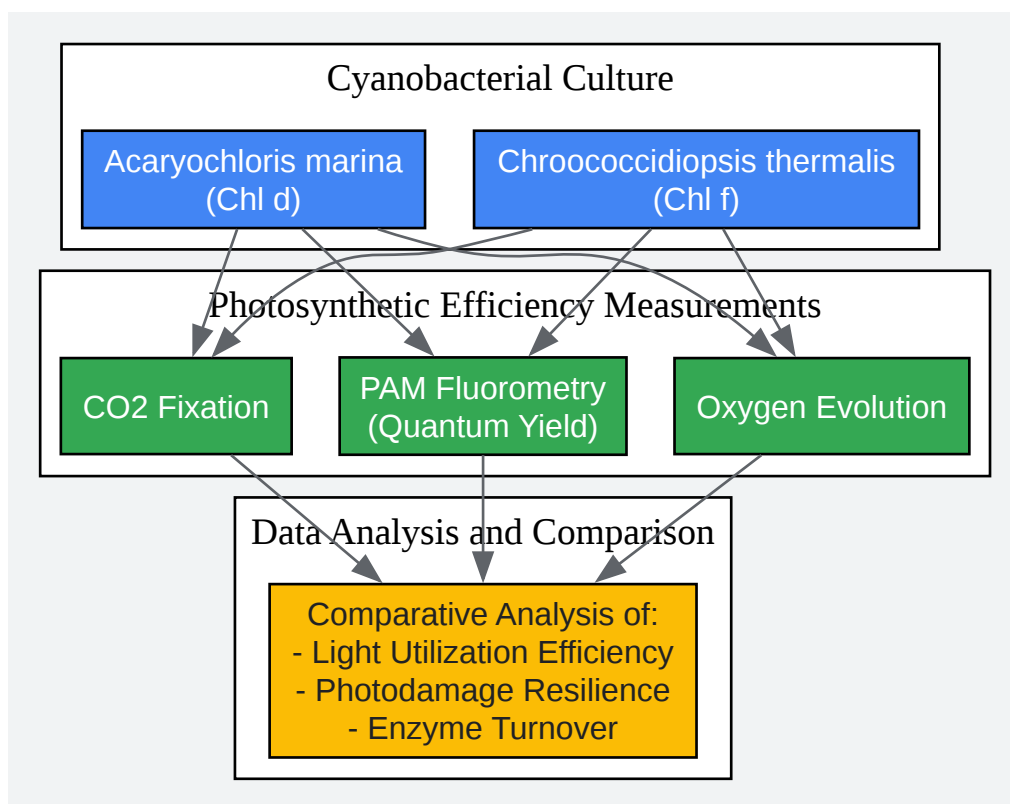 Cyanobacterial Culture
Acaryochloris marina
(Chl d)
Chroococcidiopsis thermalis
(Chl f)
Photosynthetic Efficiency Measurements
CO2 Fixation
PAM Fluorometry
(Quantum Yield)
Oxygen Evolution
Data Analysis and Comparison
Comparative Analysis of:
- Light Utilization Efficiency
- Photodamage Resilience
- Enzyme Turnover